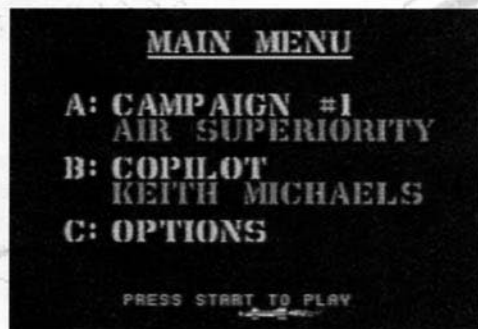 MAIN MENU
A: CAMPAIGN #1
AIR SUPERIORITY
B: COPILOT
KEITH MICHAELS
C: OPTIONS
PRESS START TO PLAY